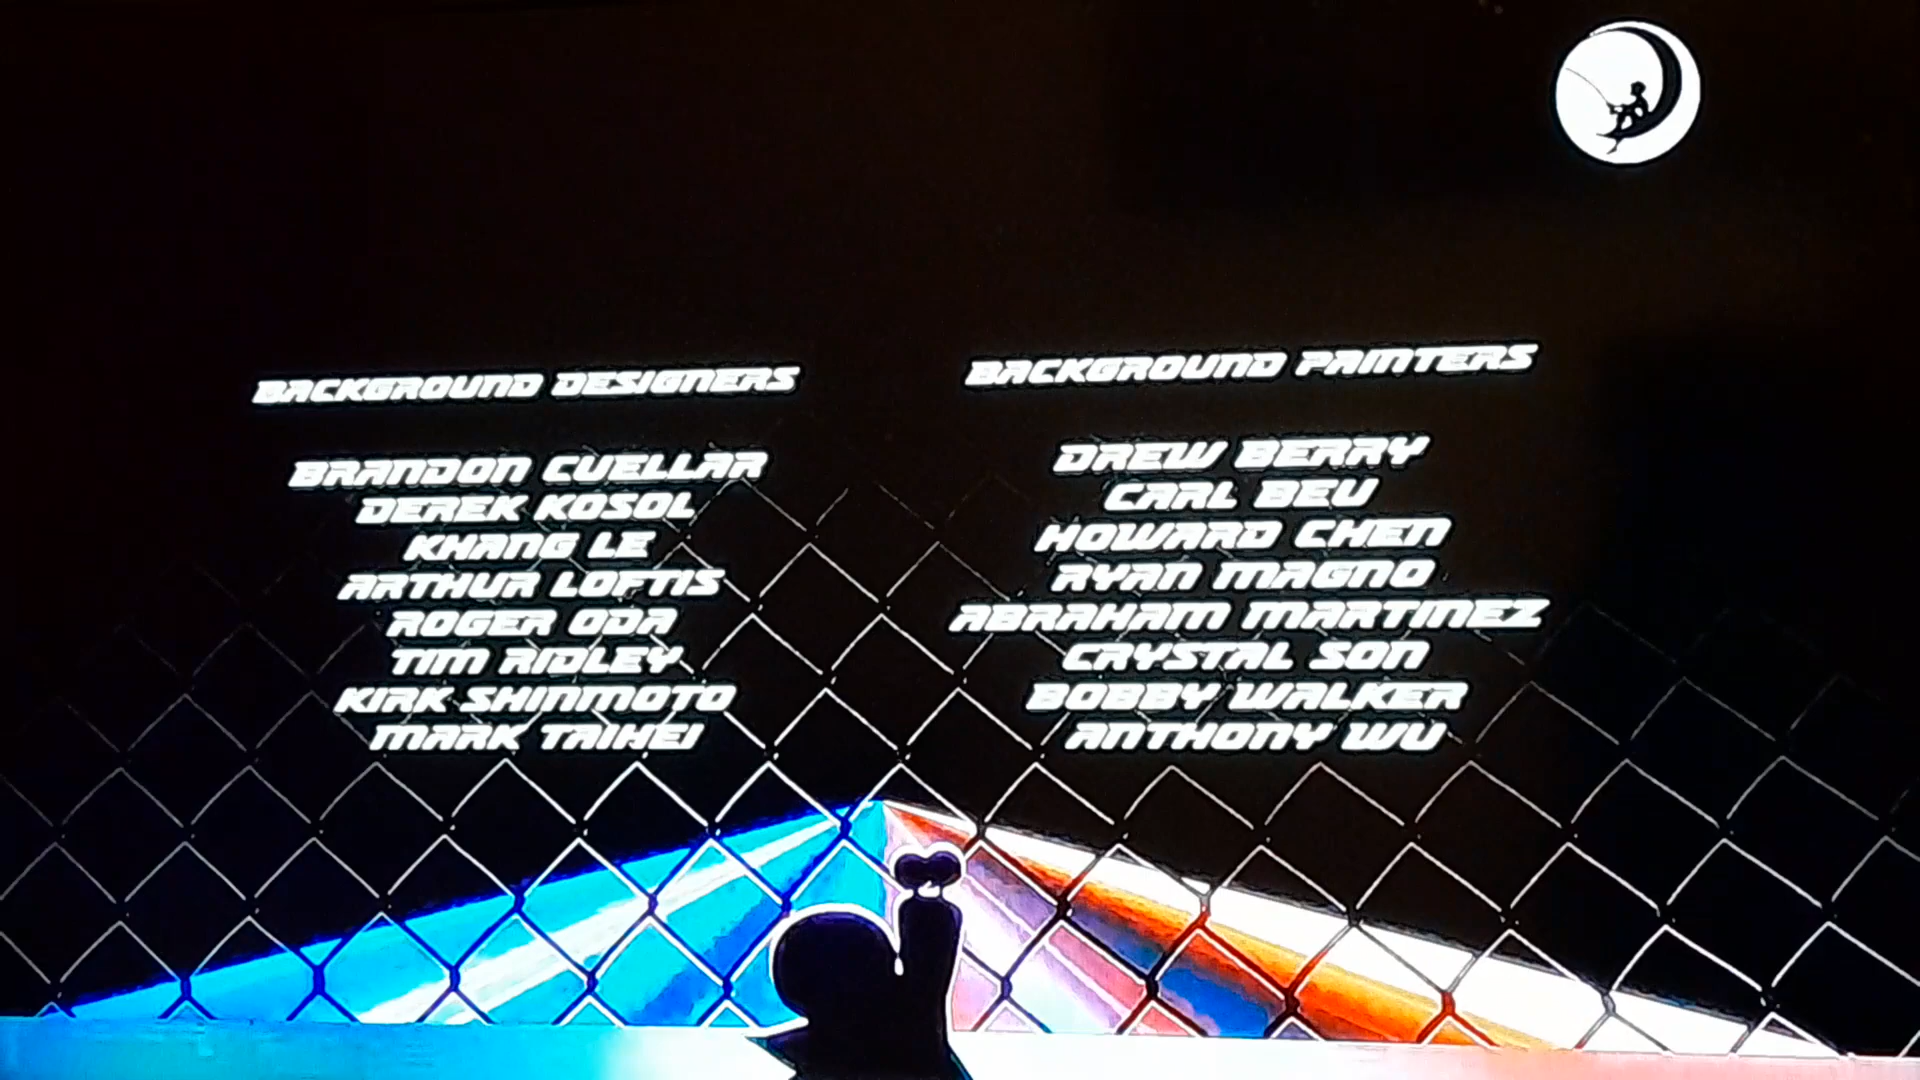 BACKGROUND DESIGNERS
BRANDON CUELLAR
DEREK KOSOL
KHANG LE
ARTHUR LOFTIS
ROGER ODA
TIM RIDLEY
KIRK SHINMOTO
MARK TAIHEI
BACKGROUND PAINTERS
DREW BERRY
CARL BEU
HOWARD CHEN
RYAN MAGNO
ABRAHAM MARTINEZ
CRYSTAL SON
BOBBY WALKER
ANTHONY WU